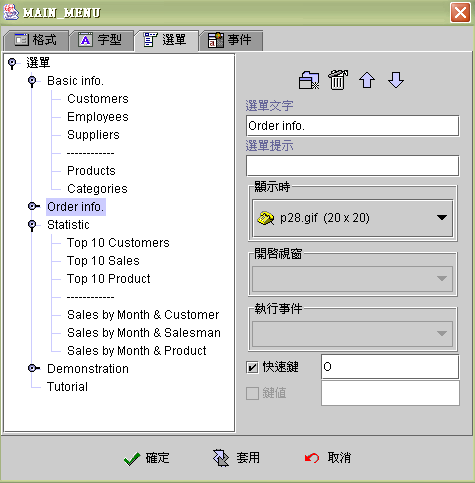 MAIN_MENU
格式
字型
選單
事件
選單
Basic info.
Customers
Employees
Suppliers
------------
Products
Categories
Order info.
Statistic
Top 10 Customers
Top 10 Sales
Top 10 Product
------------
Sales by Month & Customer
Sales by Month & Salesman
Sales by Month & Product
Demonstration
Tutorial
選單文字
Order info.
選單提示
顯示時
p28.gif (20 x 20)
開啓視窗
執行事件
快速鍵
O
鍵值
確定
套用
取消